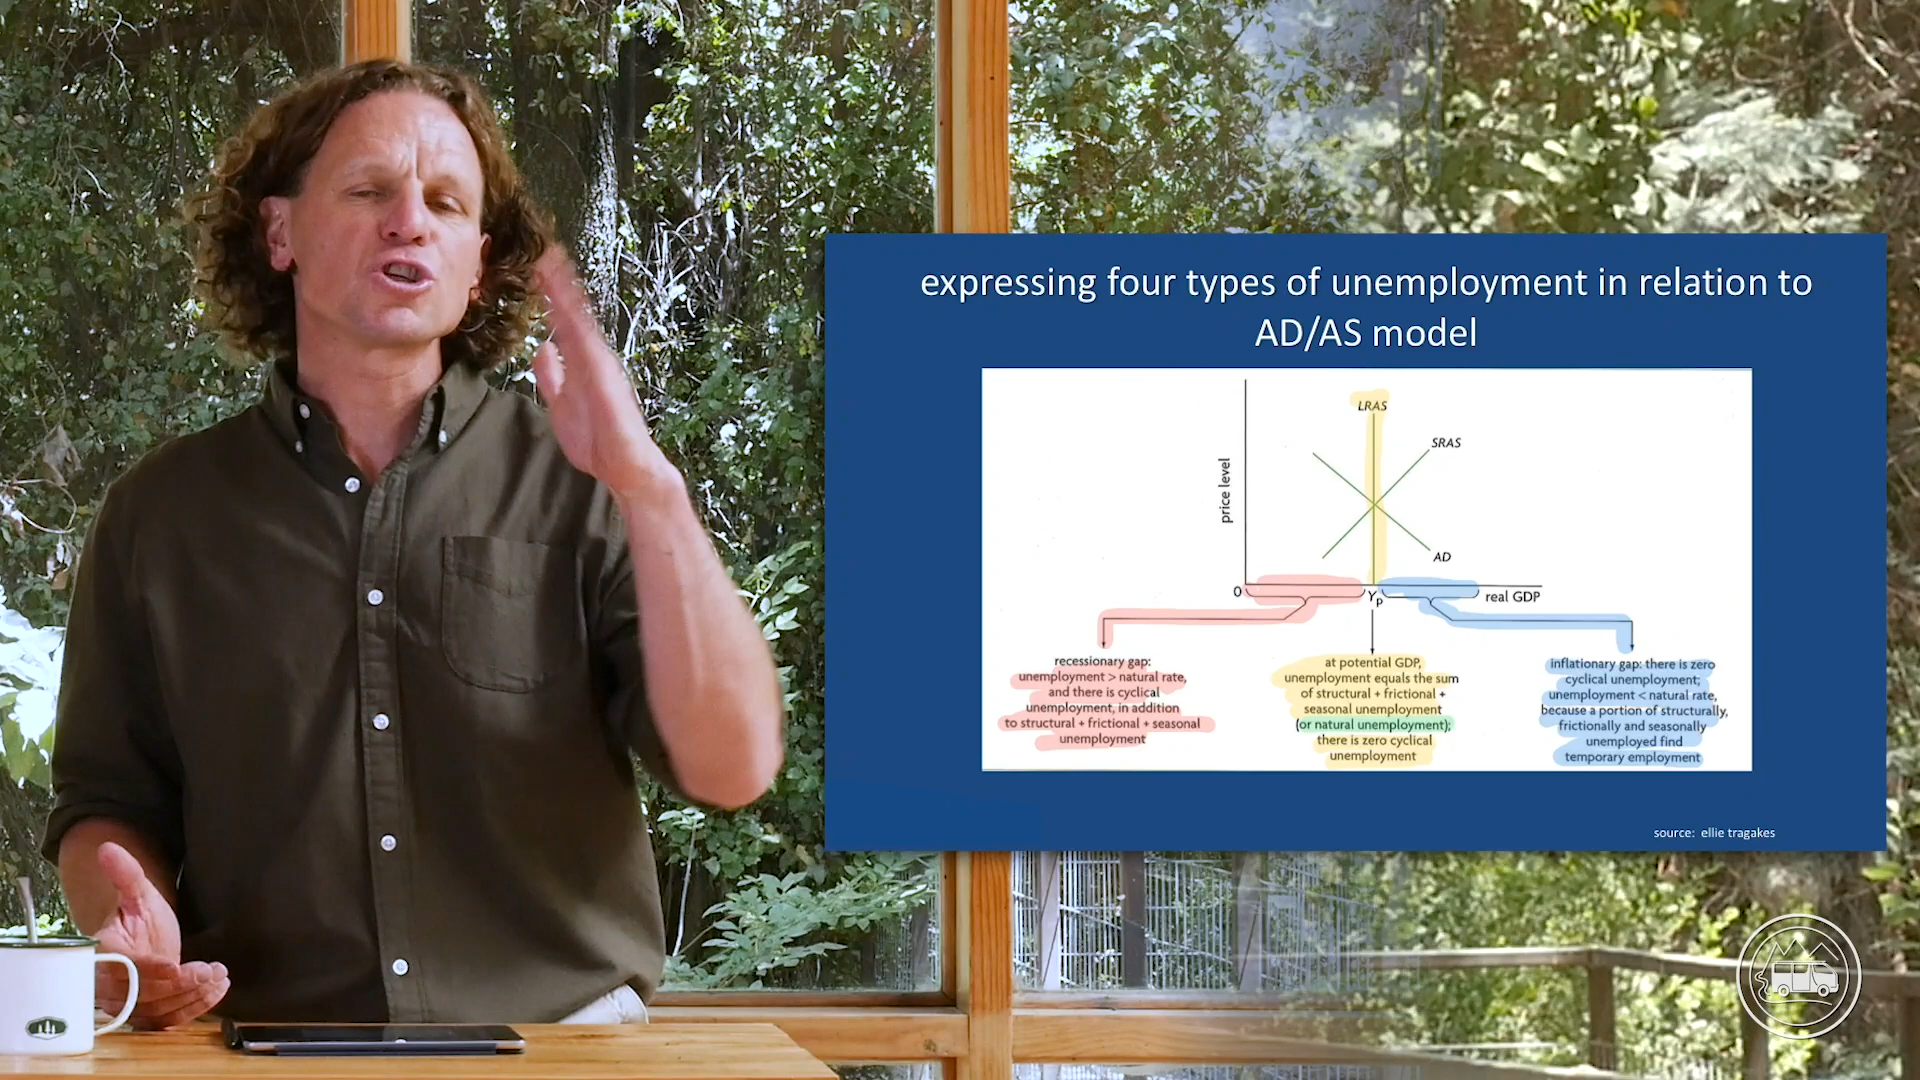 expressing four types of unemployment in relation to
AD/AS model
LRAS
SRAS
price level
AD
0
Yp
real GDP
recessionary gap:
unemployment > natural rate,
and there is cyclical
unemployment, in addition
to structural + frictional + seasonal
unemployment
at potential GDP,
unemployment equals the sum
of structural + frictional +
seasonal unemployment
(or natural unemployment);
there is zero cyclical
unemployment
inflationary gap: there is zero
cyclical unemployment;
unemployment < natural rate,
because a portion of structurally,
frictionally and seasonally
unemployed find
temporary employment
source: ellie tragakes